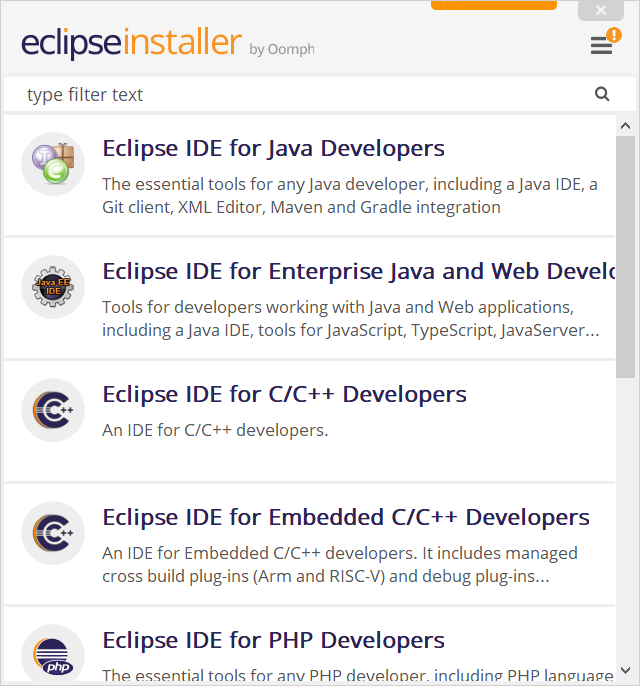 eclipseinstaller by Oomph
!
type filter text
Eclipse IDE for Java Developers
The essential tools for any Java developer, including a Java IDE, a
Git client, XML Editor, Maven and Gradle integration
Java EE
IDE
Eclipse IDE for Enterprise Java and Web Develo
Tools for developers working with Java and Web applications,
including a Java IDE, tools for JavaScript, TypeScript, JavaServer...
C++
Eclipse IDE for C/C++ Developers
An IDE for C/C++ developers.
C++
Eclipse IDE for Embedded C/C++ Developers
An IDE for Embedded C/C++ developers. It includes managed
cross build plug-ins (Arm and RISC-V) and debug plug-ins...
php
Eclipse IDE for PHP Developers
The essential tools for any PHP developer, including PHP language